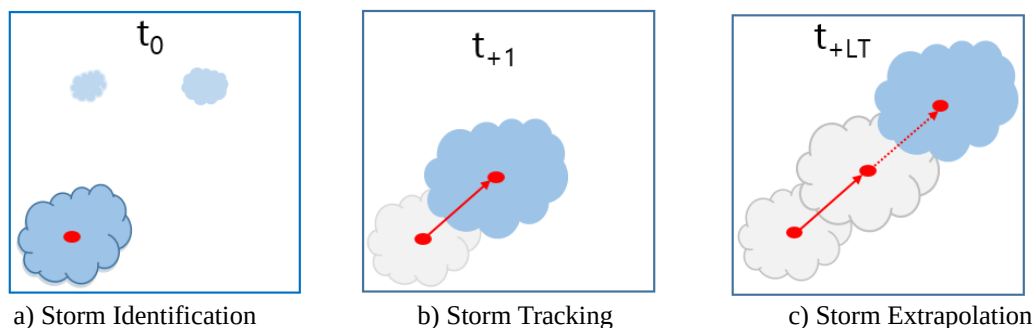 t₀
t₊₁
t₊LT
a) Storm Identification
b) Storm Tracking
c) Storm Extrapolation